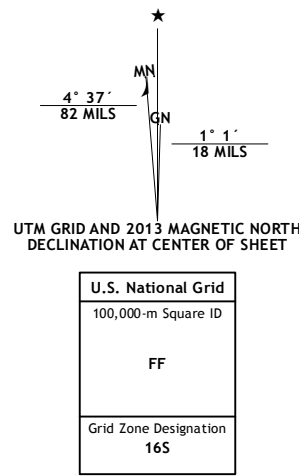 ★
MN
4° 37´
82 MILS
GN
1° 1´
18 MILS
UTM GRID AND 2013 MAGNETIC NORTH
DECLINATION AT CENTER OF SHEET
U.S. National Grid
100,000-m Square ID
FF
Grid Zone Designation
16S